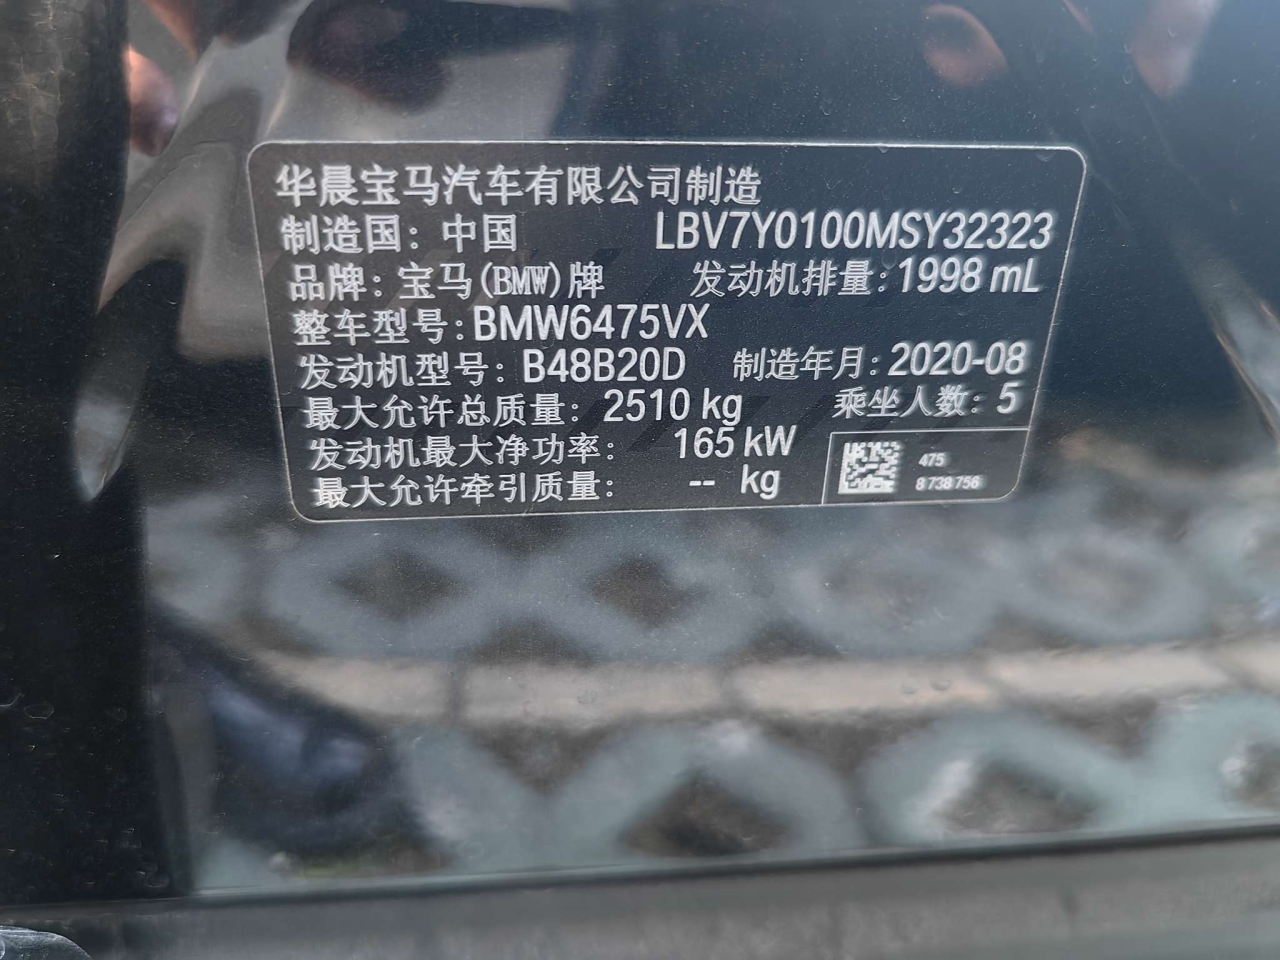 华晨宝马汽车有限公司制造
制造国：中国 LBV7Y0100MSY32323
品牌：宝马(BMW)牌 发动机排量:1998 mL
整车型号:BMW6475VX
发动机型号：B48B20D 制造年月：2020-08
最大允许总质量：2510 kg 乘坐人数：5
发动机最大净功率： 165 kW
最大允许牵引质量： -- kg
475
8 738 756